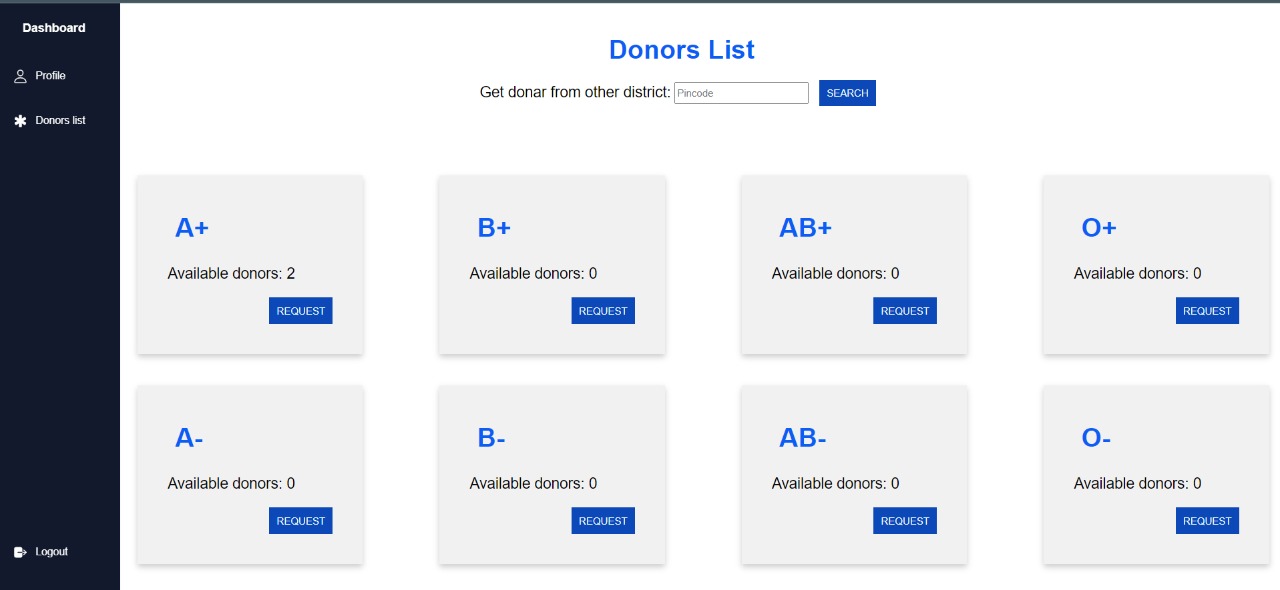 Dashboard
Profile
Donors list
Logout
Donors List
Get donar from other district: Pincode SEARCH
A+
Available donors: 2
REQUEST
B+
Available donors: 0
REQUEST
AB+
Available donors: 0
REQUEST
O+
Available donors: 0
REQUEST
A-
Available donors: 0
REQUEST
B-
Available donors: 0
REQUEST
AB-
Available donors: 0
REQUEST
O-
Available donors: 0
REQUEST